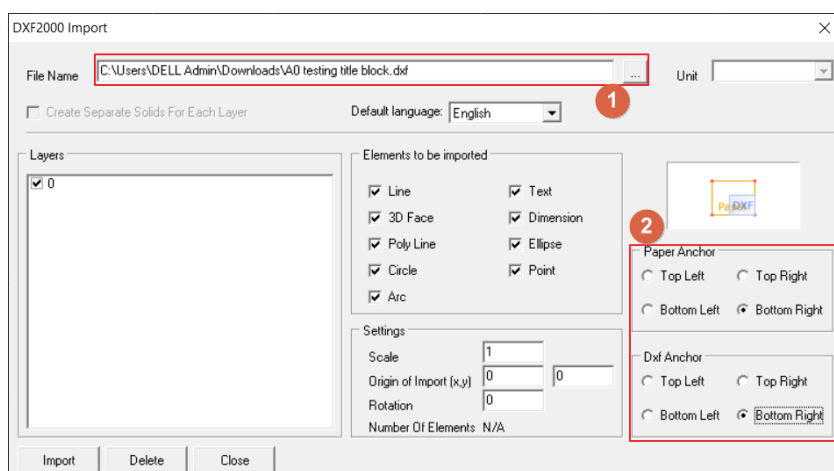 DXF2000 Import
File Name C:\Users\DELL Admin\Downloads\A0 testing title block.dxf ... Unit
1
Create Separate Solids For Each Layer Default language: English
Layers
0
Elements to be imported
Line Text
3D Face Dimension
Poly Line Ellipse
Circle Point
Arc
Settings
Scale 1
Origin of Import (x,y) 0 0
Rotation 0
Number Of Elements N/A
Paper DXF
2
Paper Anchor
Top Left Top Right
Bottom Left Bottom Right
Dxf Anchor
Top Left Top Right
Bottom Left Bottom Right
Import Delete Close